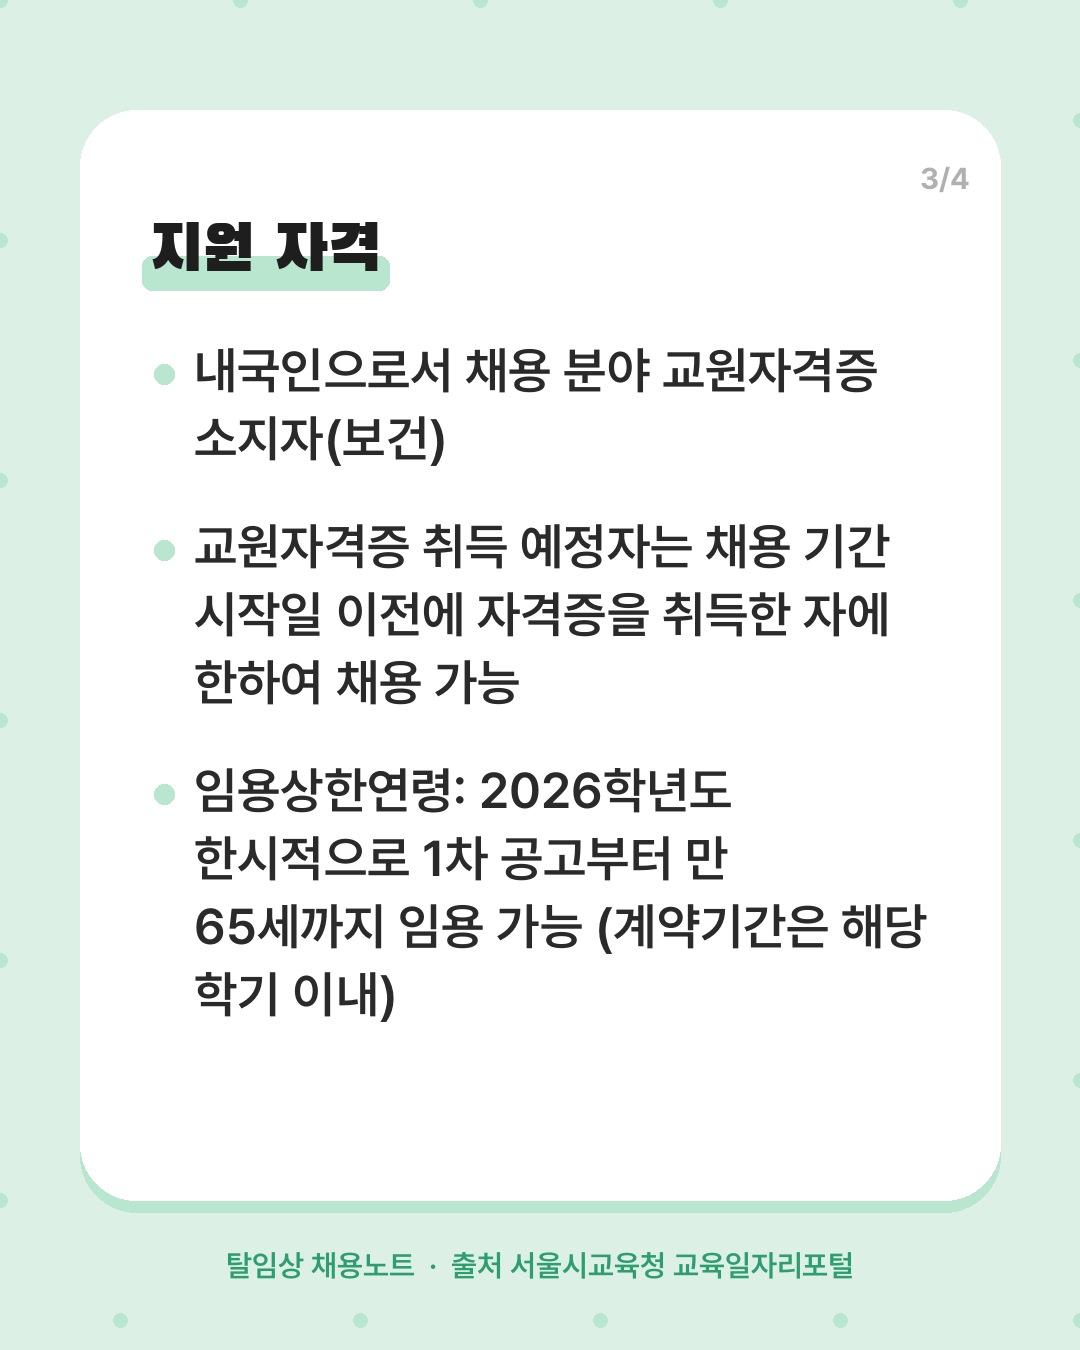 3/4
지원 자격
내국인으로서 채용 분야 교원자격증
소지자(보건)
교원자격증 취득 예정자는 채용 기간
시작일 이전에 자격증을 취득한 자에
한하여 채용 가능
임용상한연령: 2026학년도
한시적으로 1차 공고부터 만
65세까지 임용 가능 (계약기간은 해당
학기 이내)
탈임상 채용노트 · 출처 서울시교육청 교육일자리포털